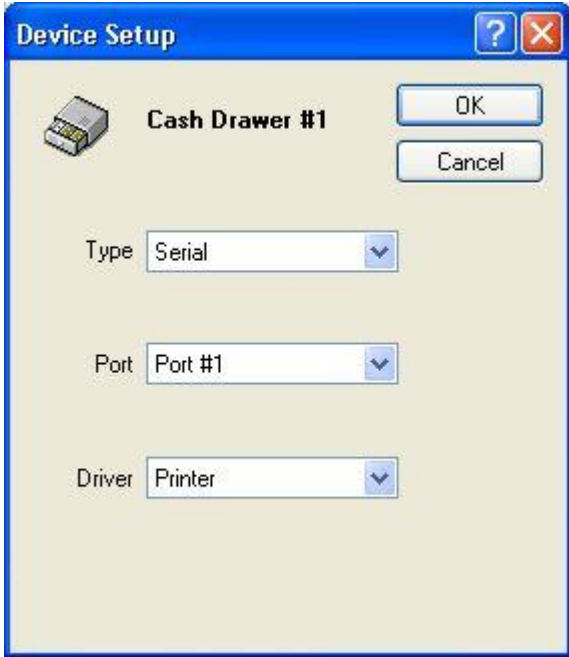 Device Setup
Cash Drawer #1
OK
Cancel
Type Serial
Port Port #1
Driver Printer